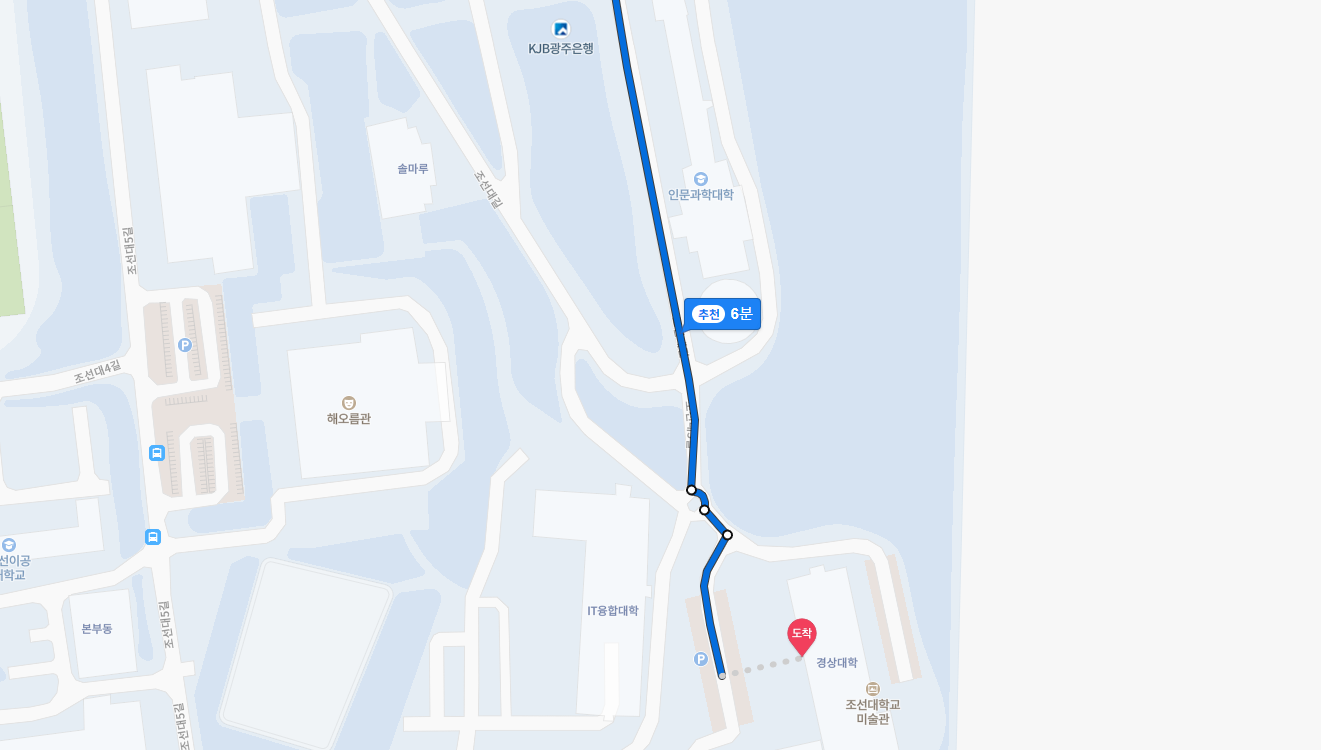 KJB광주은행
솔마루
조선대길
인문과학대학
조선대5길
추천 6분
P
조선대4길
해오름관
선이공
대학교
IT융합대학
본부동
조선대5길
도착
P
경상대학
조선대학교
미술관
조선대5길